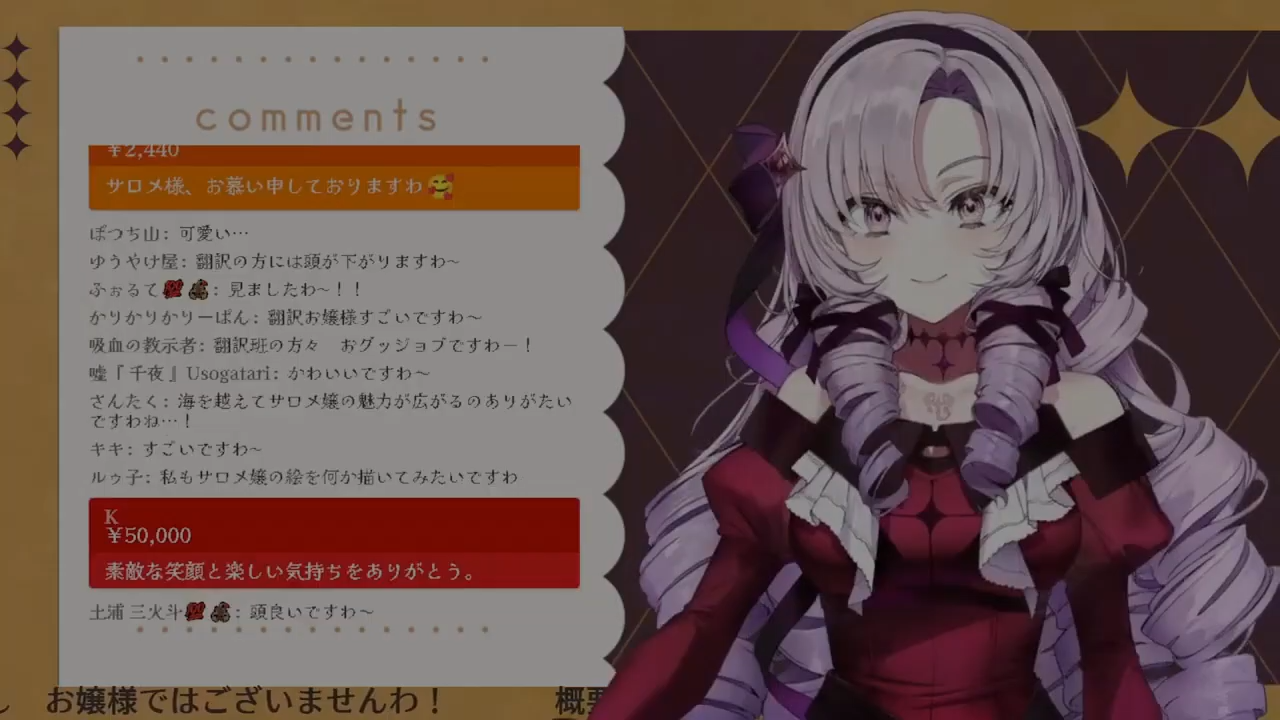 comments
¥2,440
サロメ様、お慕い申しておりますわ🥰
ぽつち山: 可愛い…
ゆうやけ屋: 翻訳の方には頭が下がりますわ~
ふぉるて💯: 見ましたわ~！！
かりかりかりーぱん: 翻訳お嬢様すごいですわ～
吸血の教示者: 翻訳班の方々　おグッジョブですわー！
嘘『千夜』Usogatari: かわいいですわ～
さんたく: 海を越えてサロメ嬢の魅力が広がるのありがたい
ですわね…！
キキ: すごいですわ~
ルゥ子: 私もサロメ嬢の絵を何か描いてみたいですわ
K
¥50,000
素敵な笑顔と楽しい気持ちをありがとう。
土浦 三火斗💯: 頭良いですわ～
お嬢様ではございませんわ！ 概要